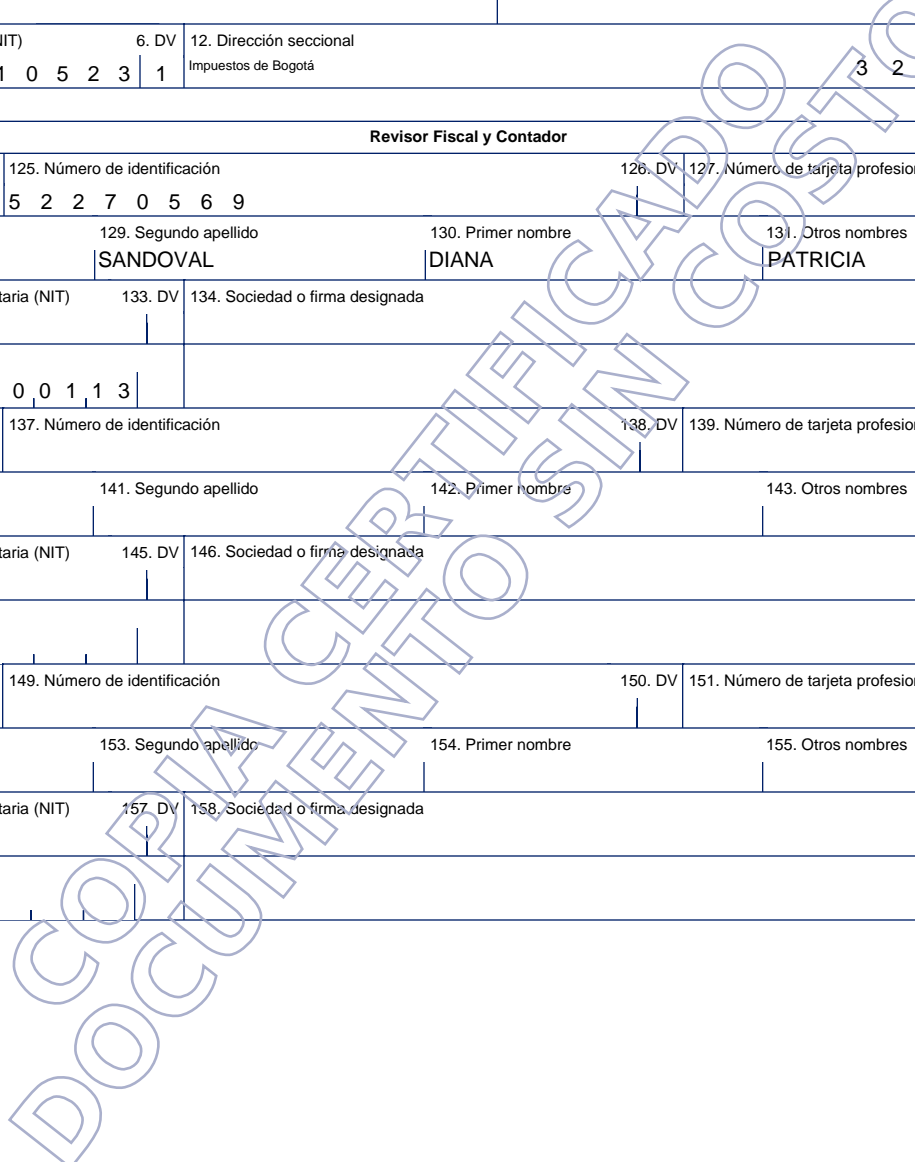 IIT) 6. DV 12. Dirección seccional
1 0 5 2 3 1 Impuestos de Bogotá 3 2
Revisor Fiscal y Contador
125. Número de identificación 126. DV 127. Número de tarjeta profesion
5 2 2 7 0 5 6 9
129. Segundo apellido 130. Primer nombre 131. Otros nombres
SANDOVAL DIANA PATRICIA
taria (NIT) 133. DV 134. Sociedad o firma designada
0 0 1 1 3
137. Número de identificación 138. DV 139. Número de tarjeta profesion
141. Segundo apellido 142. Primer nombre 143. Otros nombres
taria (NIT) 145. DV 146. Sociedad o firma designada
149. Número de identificación 150. DV 151. Número de tarjeta profesion
153. Segundo apellido 154. Primer nombre 155. Otros nombres
taria (NIT) 157. DV 158. Sociedad o firma designada
COPIA CERTIFICADO
DOCUMENTO SIN COSTO